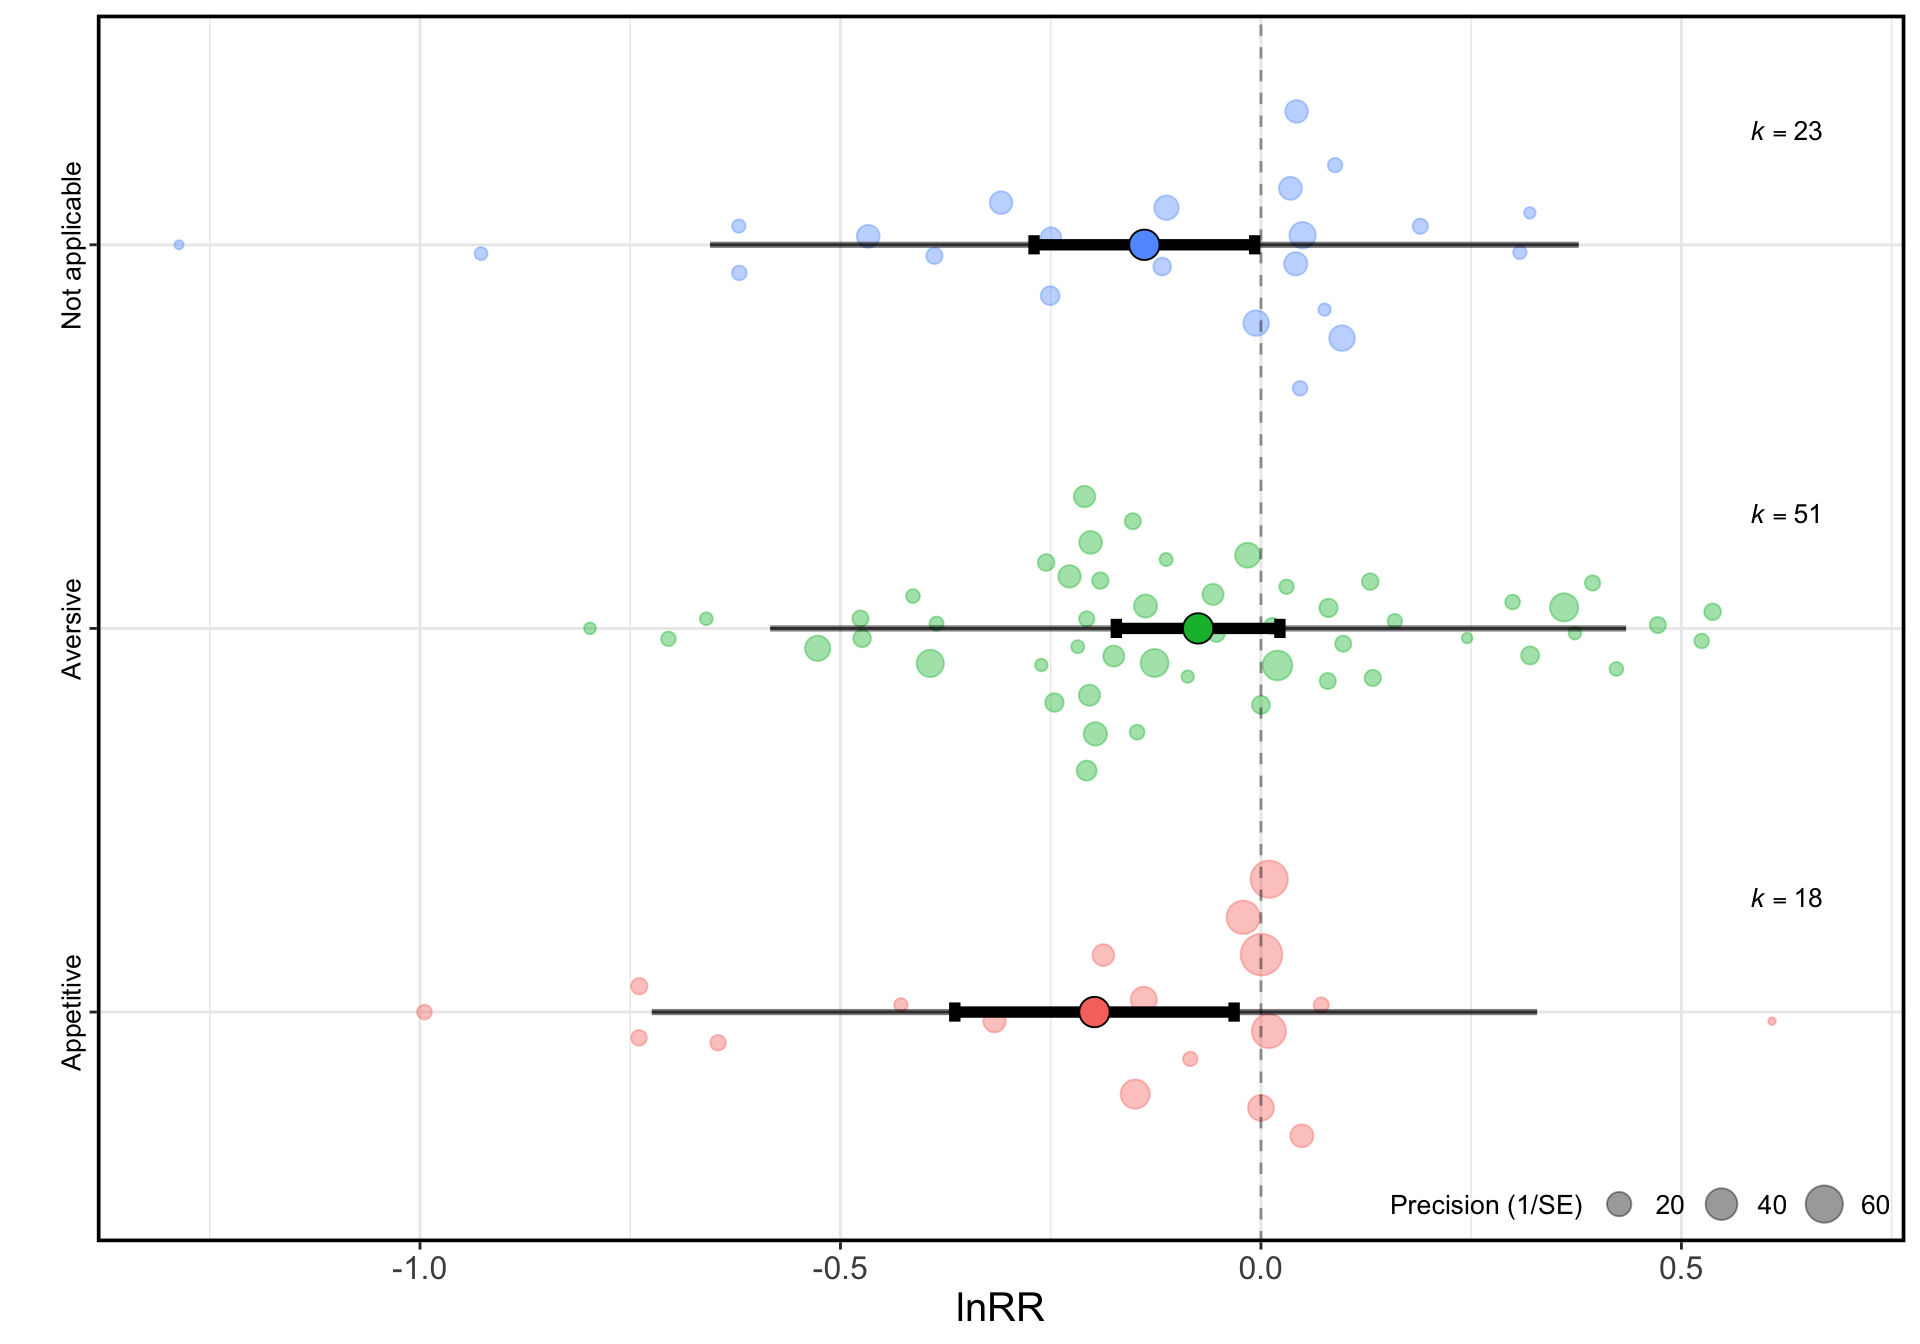 Not applicable
Aversive
Appetitive
k = 23
k = 51
k = 18
Precision (1/SE) 20 40 60
-1.0 -0.5 0.0 0.5
lnRR